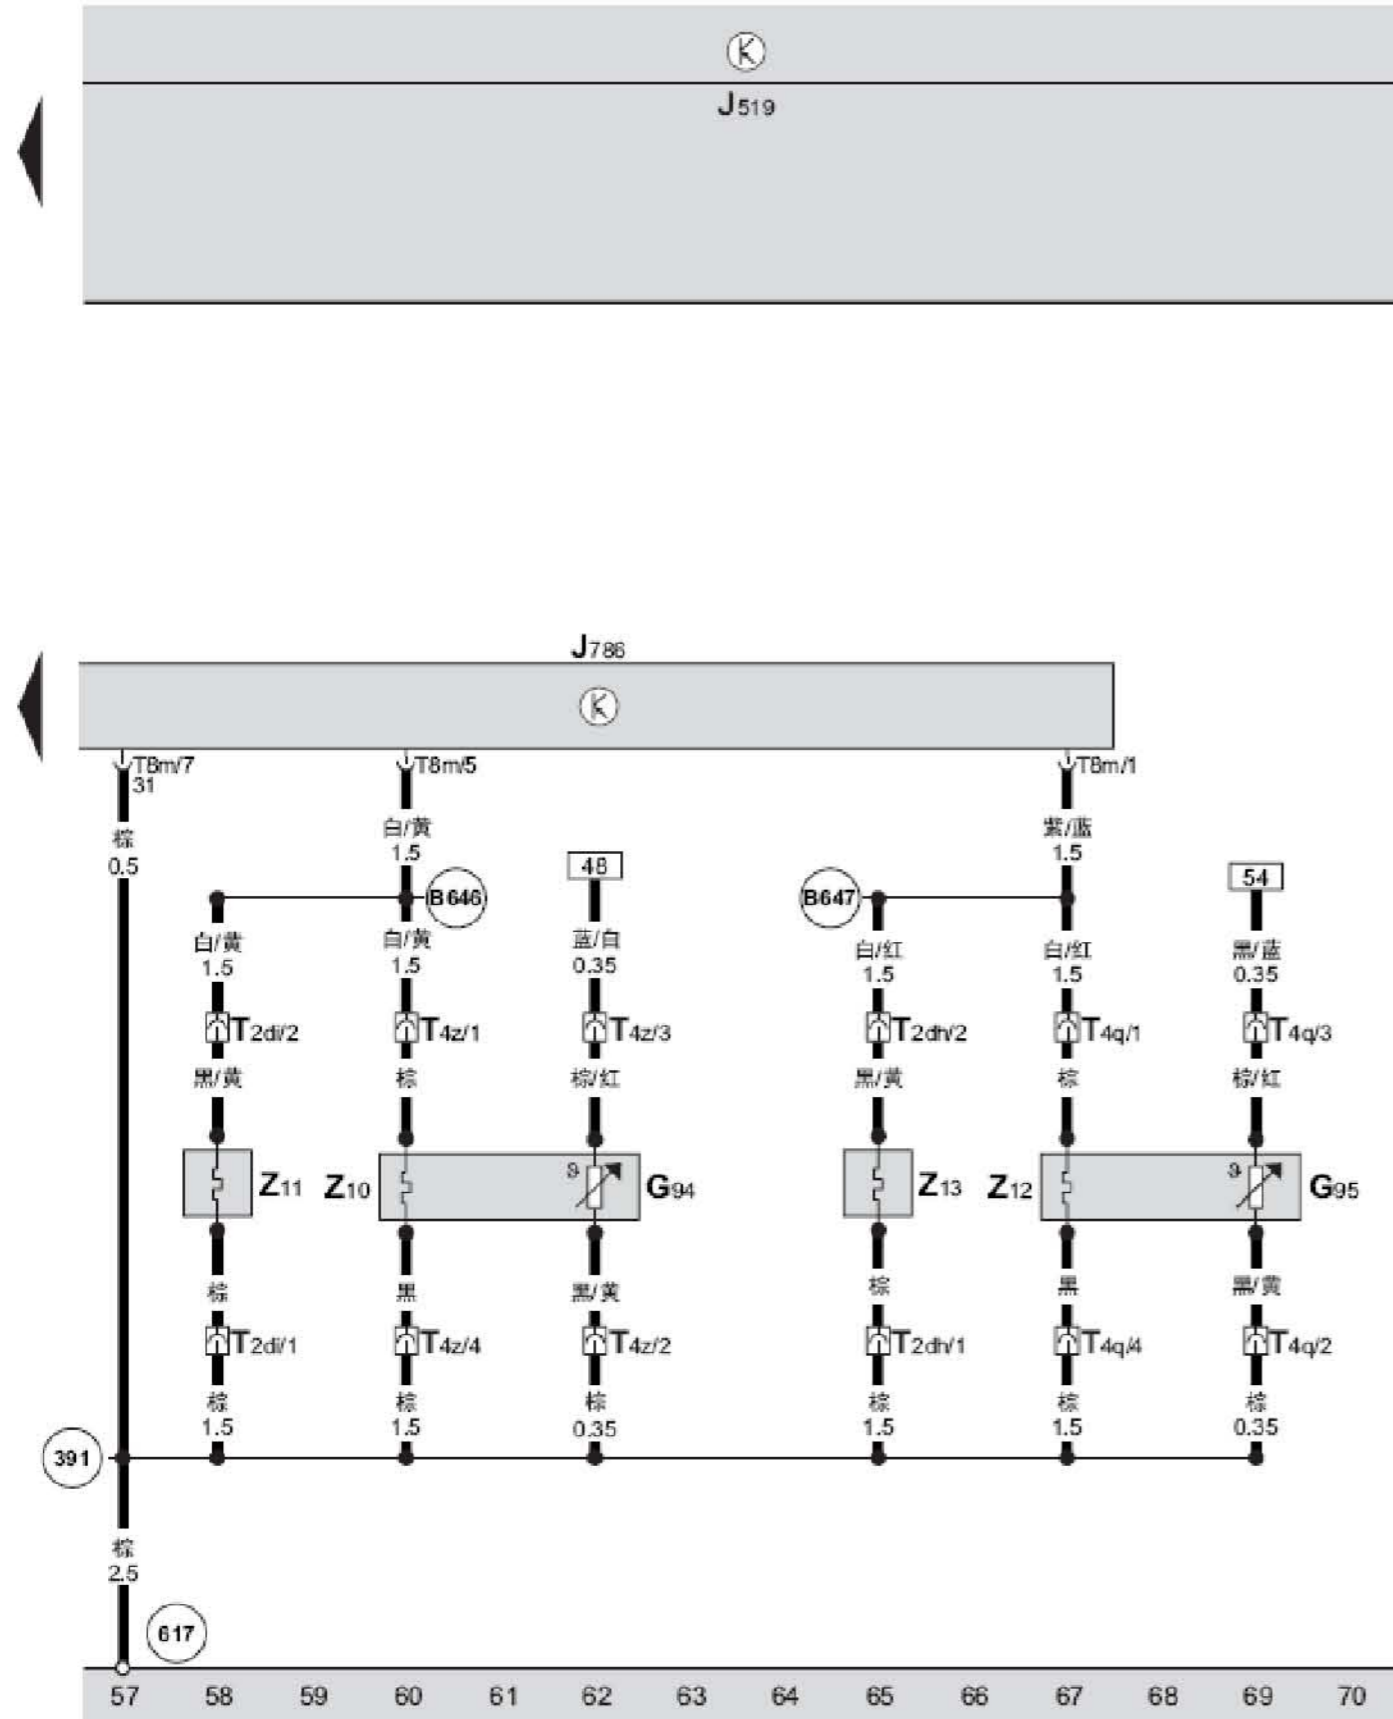 K
J519
J786
K
T8m/7
31
T8m/5
T8m/1
棕
0.5
白/黄
1.5
紫/蓝
1.5
48
54
B646
B647
白/黄
1.5
白/黄
1.5
蓝/白
0.35
白/红
1.5
白/红
1.5
黑/蓝
0.35
T2di/2
T4z/1
T4z/3
T2dh/2
T4q/1
T4q/3
黑/黄
棕
棕/红
黑/黄
棕
棕/红
Z11
Z10
ϑ
G94
Z13
Z12
ϑ
G95
棕
黑
黑/黄
棕
黑
黑/黄
T2di/1
T4z/4
T4z/2
T2dh/1
T4q/4
T4q/2
棕
1.5
棕
1.5
棕
0.35
棕
1.5
棕
1.5
棕
0.35
391
棕
2.5
617
57 58 59 60 61 62 63 64 65 66 67 68 69 70